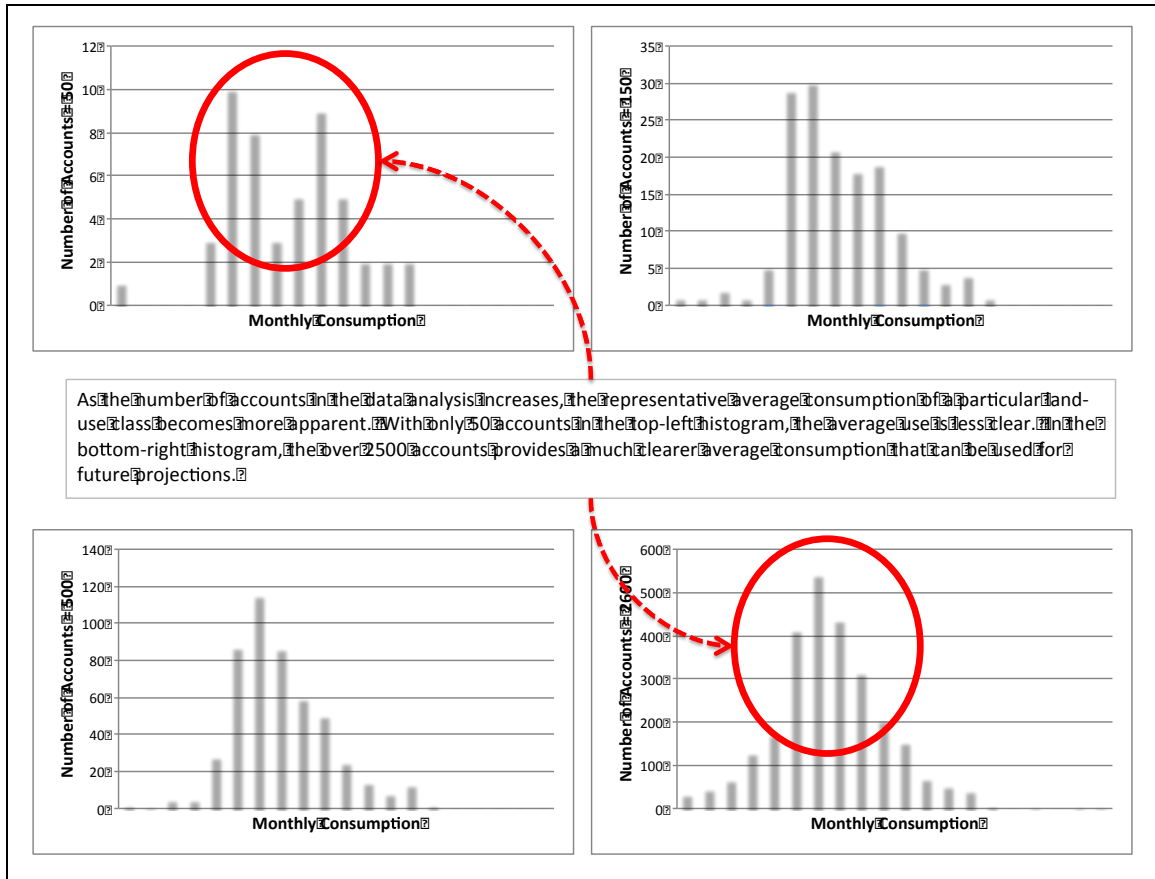 12
10
8
6
4
2
0
Number of Accounts = 50
Monthly Consumption
35
30
25
20
15
10
5
0
Number of Accounts = 150
Monthly Consumption
As the number of accounts in the data analysis increases, the representative average consumption of a particular land-
use class becomes more apparent. With only 50 accounts in the top-left histogram, the average use is less clear. In the
bottom-right histogram, the over 2500 accounts provides a much clearer average consumption that can be used for
future projections.
140
120
100
80
60
40
20
0
Number of Accounts = 500
Monthly Consumption
600
500
400
300
200
100
0
Number of Accounts = 2600
Monthly Consumption